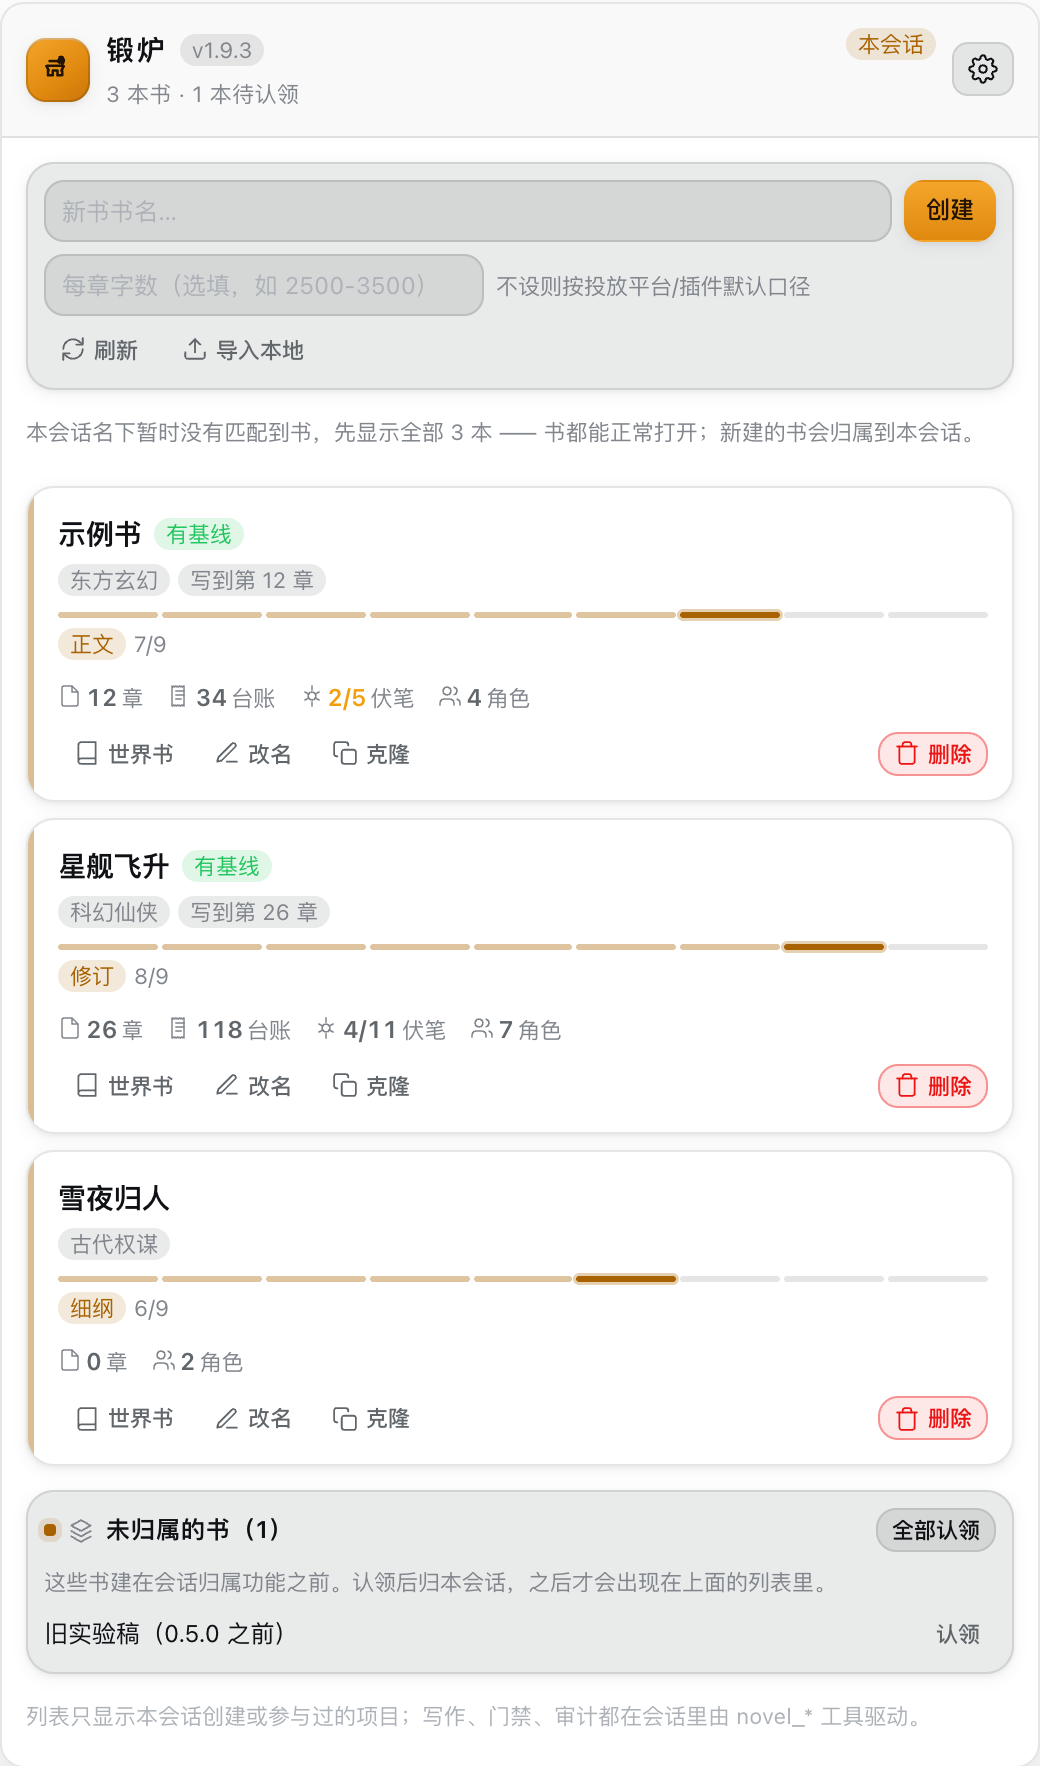 锻炉 v1.9.3
本会话
3 本书 · 1 本待认领
新书书名...
创建
每章字数（选填，如 2500-3500）
不设则按投放平台/插件默认口径
刷新 导入本地
本会话名下暂时没有匹配到书，先显示全部 3 本 —— 书都能正常打开；新建的书会归属到本会话。
示例书 有基线
东方玄幻 写到第 12 章
正文 7/9
12 章 34 台账 2/5 伏笔 4 角色
世界书 改名 克隆 删除
星舰飞升 有基线
科幻仙侠 写到第 26 章
修订 8/9
26 章 118 台账 4/11 伏笔 7 角色
世界书 改名 克隆 删除
雪夜归人
古代权谋
细纲 6/9
0 章 2 角色
世界书 改名 克隆 删除
未归属的书（1） 全部认领
这些书建在会话归属功能之前。认领后归本会话，之后才会出现在上面的列表里。
旧实验稿（0.5.0 之前） 认领
列表只显示本会话创建或参与过的项目；写作、门禁、审计都在会话里由 novel_* 工具驱动。